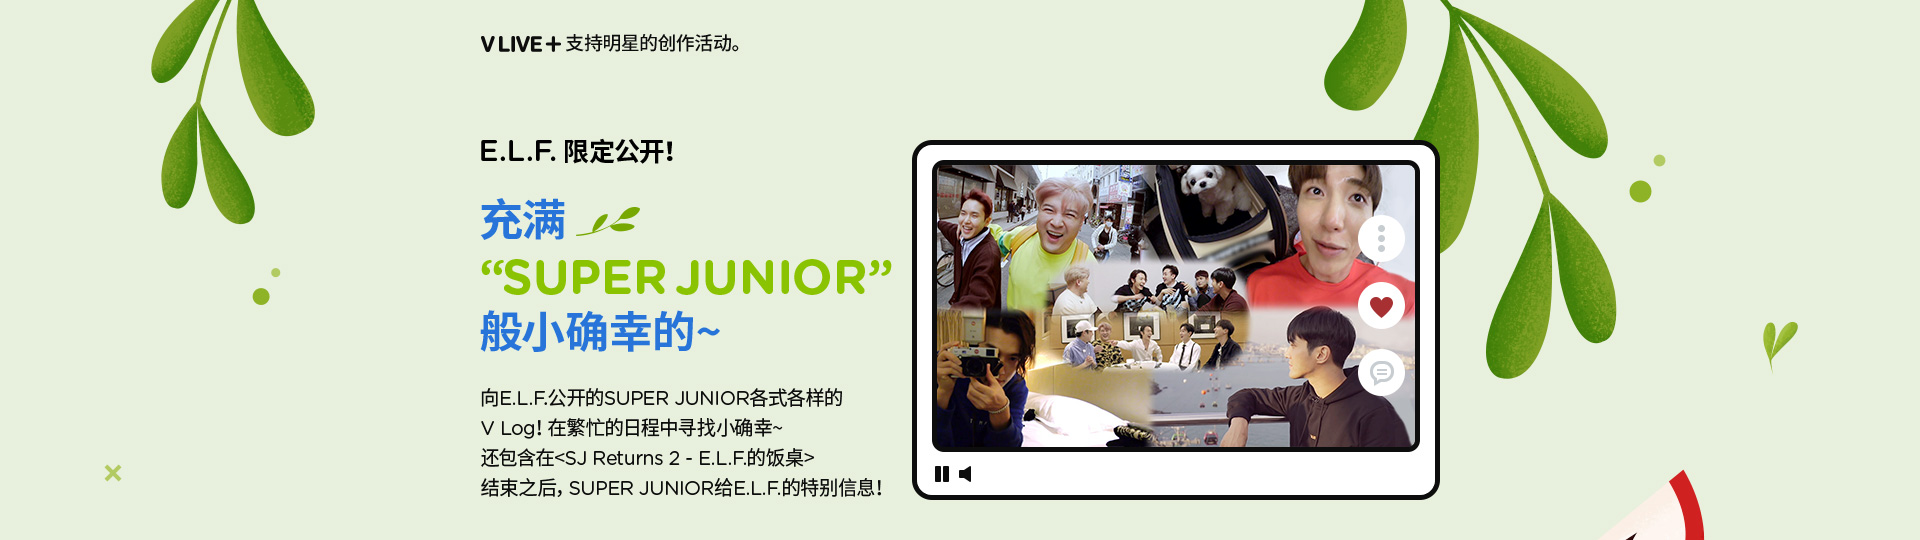 V LIVE+ 支持明星的创作活动。
E.L.F. 限定公开!
充满
“SUPER JUNIOR”
般小确幸的~
向E.L.F.公开的SUPER JUNIOR各式各样的
V Log! 在繁忙的日程中寻找小确幸~
还包含在<SJ Returns 2 - E.L.F.的饭桌>
结束之后, SUPER JUNIOR给E.L.F.的特别信息!